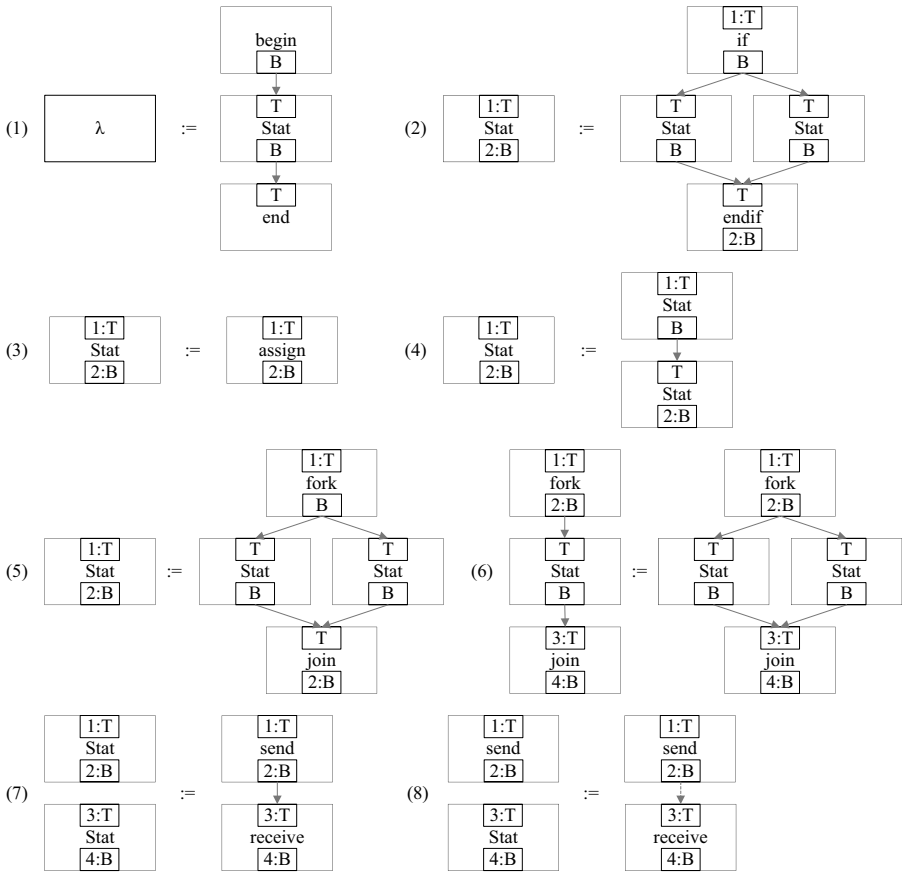 (1) λ := begin B T Stat B T end
(2) 1:T Stat 2:B := 1:T if B T Stat B T Stat B T endif 2:B
(3) 1:T Stat 2:B := 1:T assign 2:B
(4) 1:T Stat 2:B := 1:T Stat B T Stat 2:B
(5) 1:T Stat 2:B := 1:T fork B T Stat B T Stat B T join 2:B
(6) 1:T fork 2:B T Stat B 3:T join 4:B := 1:T fork 2:B T Stat B T Stat B 3:T join 4:B
(7) 1:T Stat 2:B 3:T Stat 4:B := 1:T send 2:B 3:T receive 4:B
(8) 1:T send 2:B 3:T Stat 4:B := 1:T send 2:B 3:T receive 4:B